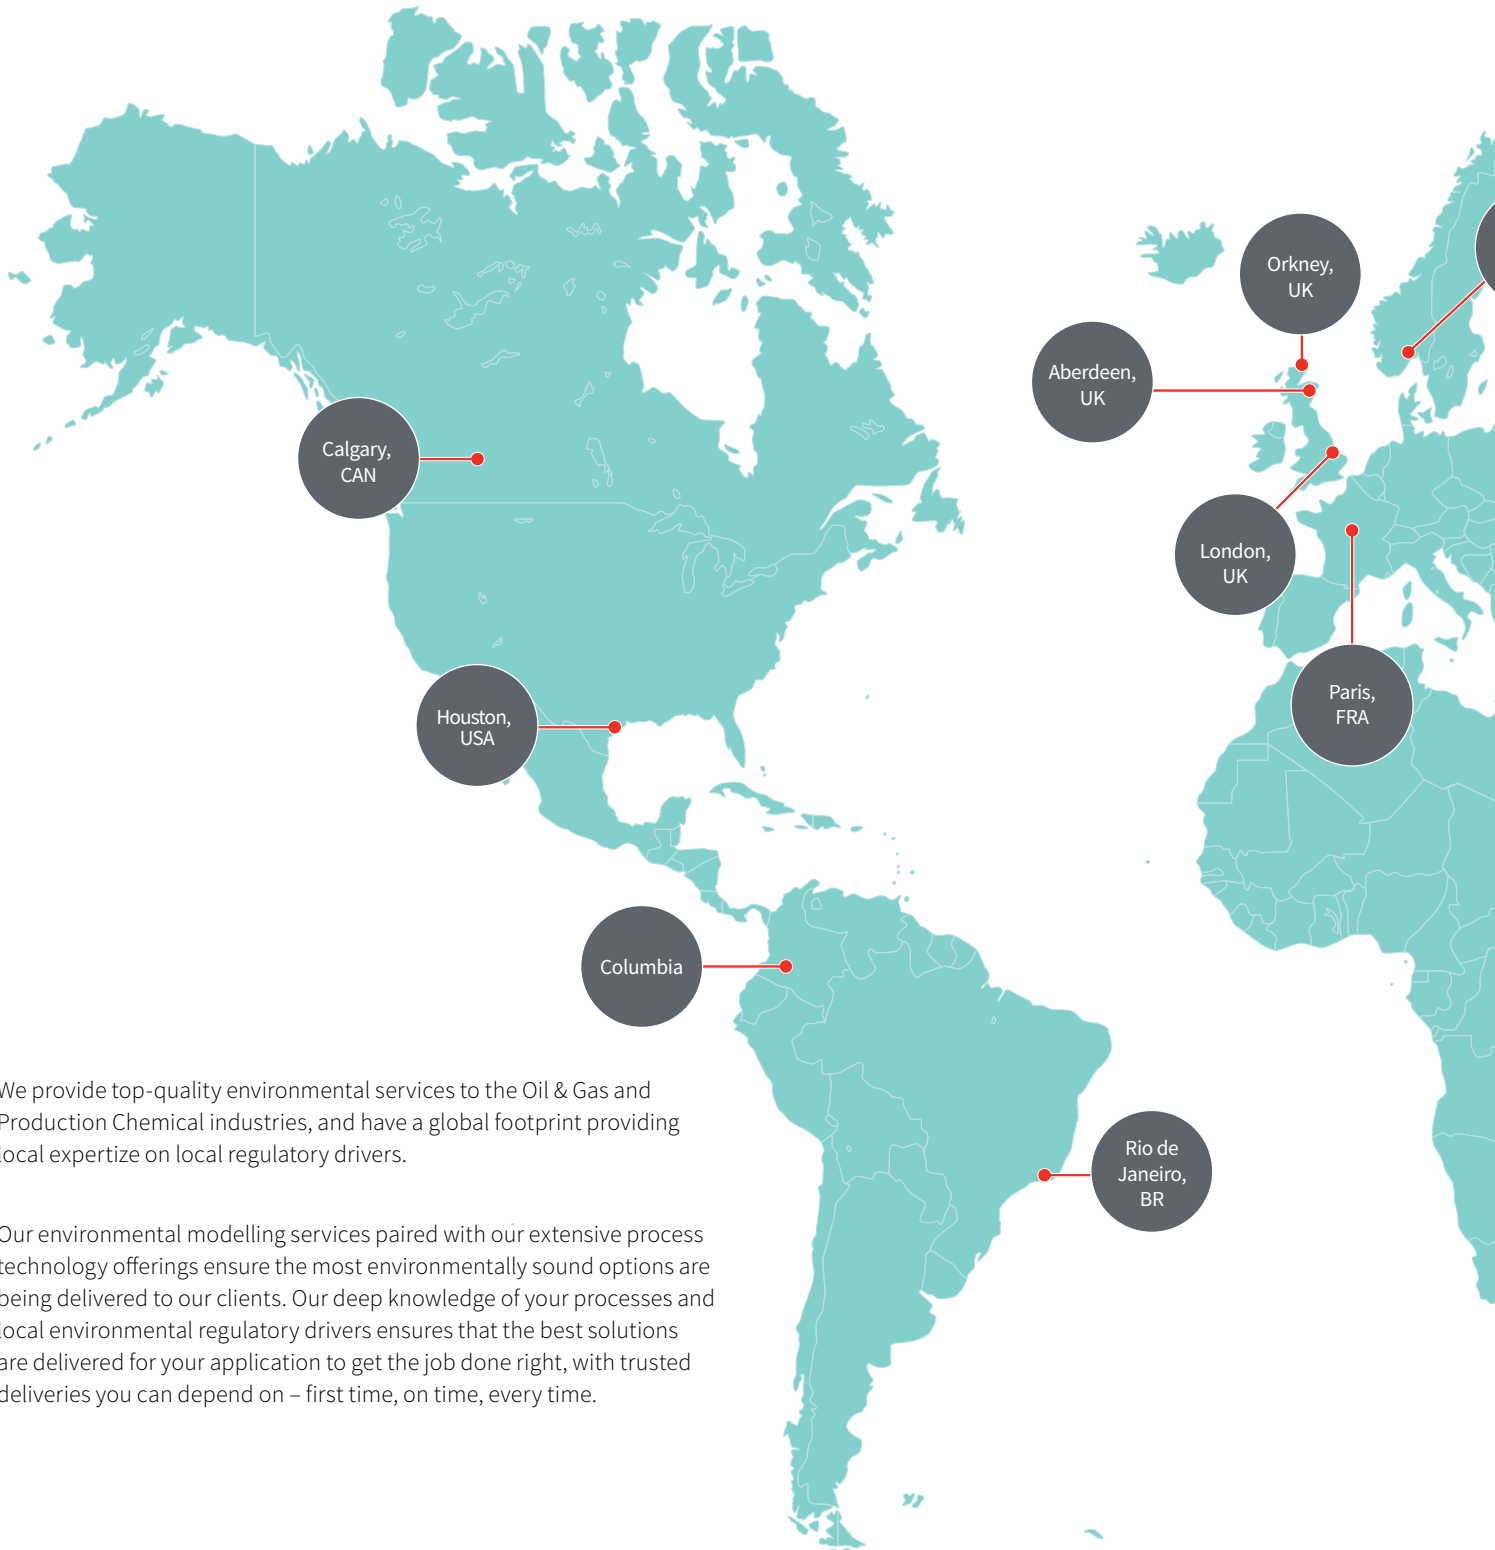 Orkney,
UK
Aberdeen,
UK
Calgary,
CAN
London,
UK
Paris,
FRA
Houston,
USA
Columbia
Rio de
Janeiro,
BR
We provide top-quality environmental services to the Oil & Gas and
Production Chemical industries, and have a global footprint providing
local expertize on local regulatory drivers.
Our environmental modelling services paired with our extensive process
technology offerings ensure the most environmentally sound options are
being delivered to our clients. Our deep knowledge of your processes and
local environmental regulatory drivers ensures that the best solutions
are delivered for your application to get the job done right, with trusted
deliveries you can depend on – first time, on time, every time.